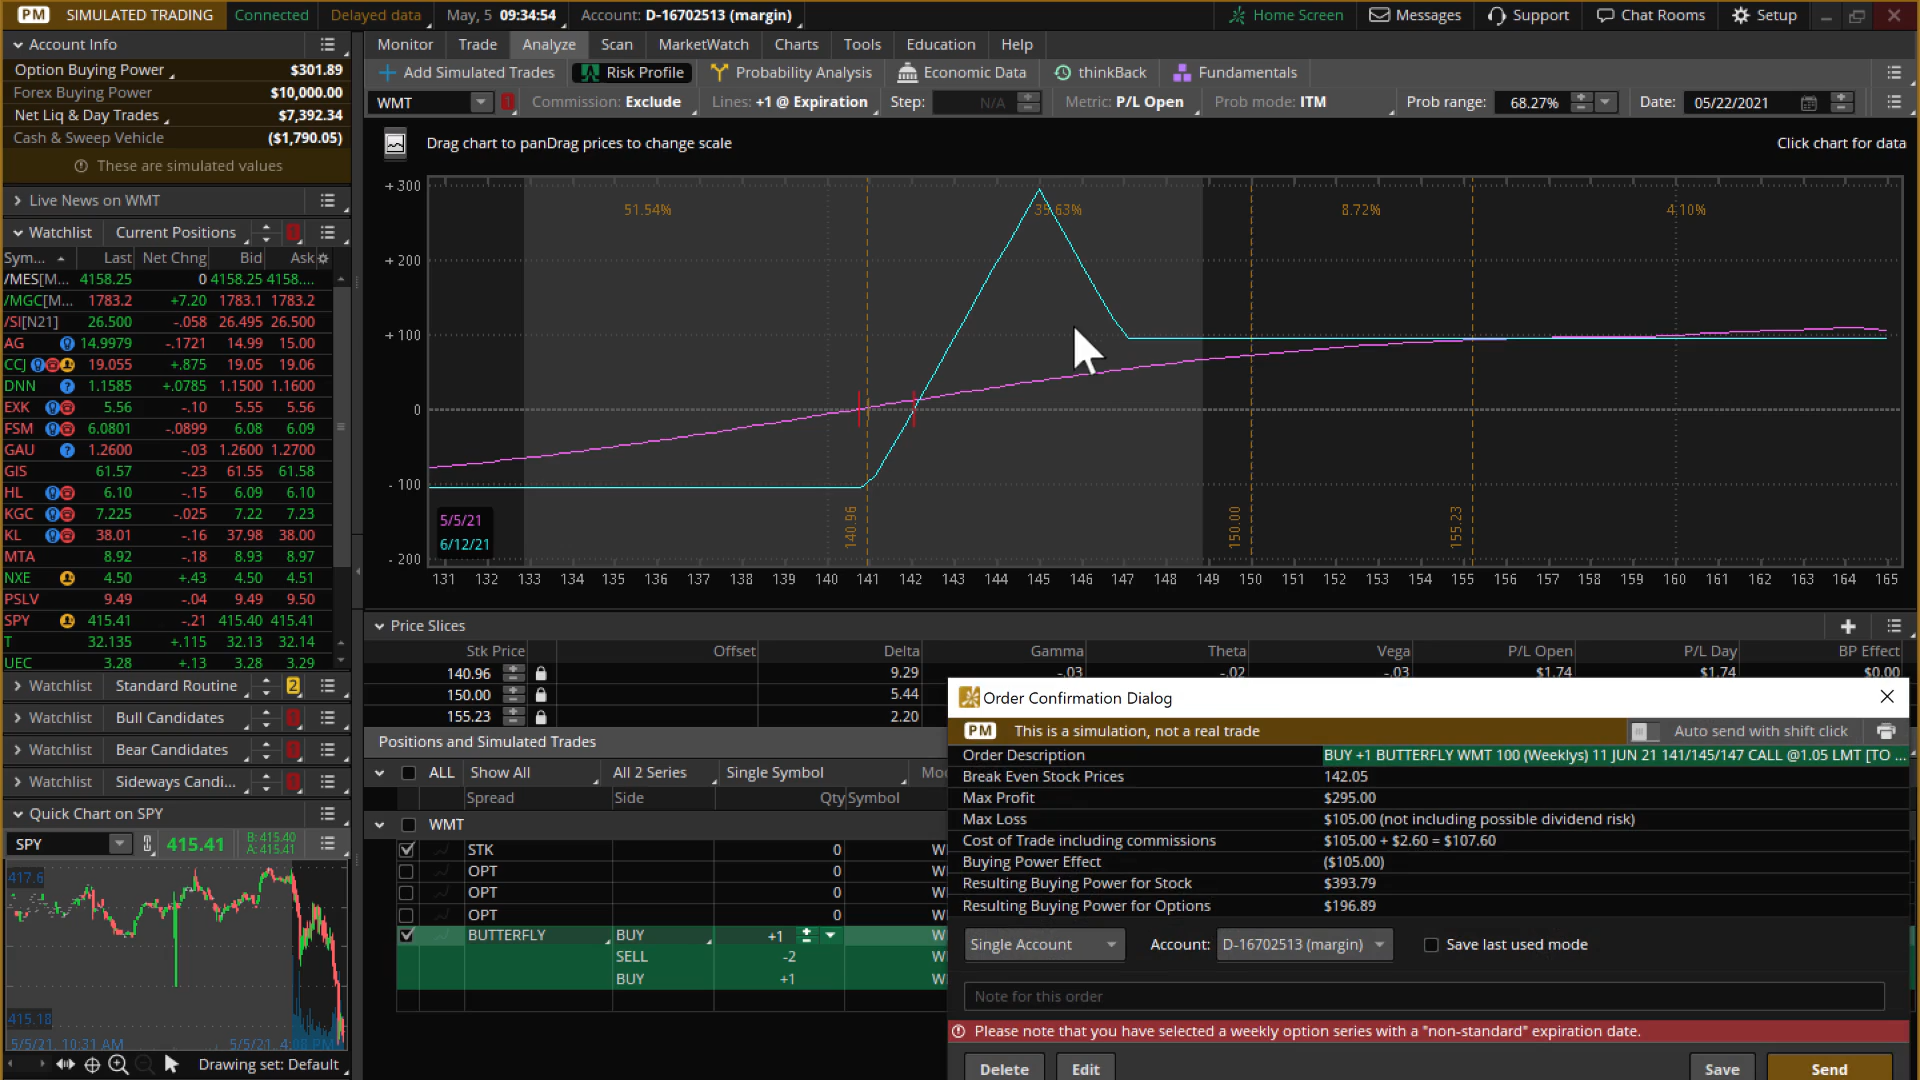 PM SIMULATED TRADING Connected Delayed data May, 5 09:34:54 Account: D-16702513 (margin) Home Screen Messages Support Chat Rooms Setup
Account Info
Option Buying Power $301.89
Forex Buying Power $10,000.00
Net Liq & Day Trades $7,392.34
Cash & Sweep Vehicle ($1,790.05)
These are simulated values
Live News on WMT
Watchlist Current Positions 1
Sym... Last Net Chng Bid Ask
/MES[M... 4158.25 0 4158.25 4158....
/MGC[M... 1783.2 +7.20 1783.1 1783.2
/SI[N21] 26.500 -.058 26.495 26.500
AG 14.9979 -.1721 14.99 15.00
CCJ 19.055 +.875 19.05 19.06
DNN ? 1.1585 +.0785 1.1500 1.1600
EXK 5.56 -.10 5.55 5.56
FSM 6.0801 -.0899 6.08 6.09
GAU ? 1.2600 -.03 1.2600 1.2700
GIS 61.57 -.23 61.55 61.58
HL 6.10 -.15 6.09 6.10
KGC 7.225 -.025 7.22 7.23
KL 38.01 -.16 37.98 38.00
MTA 8.92 -.18 8.93 8.97
NXE 4.50 +.43 4.50 4.51
PSLV 9.49 -.04 9.49 9.50
SPY 415.41 -.21 415.40 415.41
T 32.135 +.115 32.13 32.14
UEC 3.28 +.13 3.28 3.29
Watchlist Standard Routine 2
Watchlist Bull Candidates 1
Watchlist Bear Candidates 1
Watchlist Sideways Candi... 1
Quick Chart on SPY
SPY 415.41 B: 415.40
A: 415.41
417.6
415.18
5/5/21, 10:31 AM 5/5/21, 4:00 PM
Drawing set: Default
Monitor Trade Analyze Scan MarketWatch Charts Tools Education Help
Add Simulated Trades Risk Profile Probability Analysis Economic Data thinkBack Fundamentals
WMT 1 Commission: Exclude Lines: +1 @ Expiration Step: N/A Metric: P/L Open Prob mode: ITM Prob range: 68.27% Date: 05/22/2021
Drag chart to panDrag prices to change scale Click chart for data
+300
51.54% 35.63% 8.72% 4.10%
+200
+100
0
-100
140.96 150.00 155.23
5/5/21
6/12/21
-200
131 132 133 134 135 136 137 138 139 140 141 142 143 144 145 146 147 148 149 150 151 152 153 154 155 156 157 158 159 160 161 162 163 164 165
Price Slices
Stk Price Offset Delta Gamma Theta Vega P/L Open P/L Day BP Effect
140.96 9.29 -.03 -.02 -.03 $1.74 $1.74 $0.00
150.00 5.44
155.23 2.20
Positions and Simulated Trades
ALL Show All All 2 Series Single Symbol Mo
Spread Side Qty Symbol
WMT
STK 0 W
OPT 0 W
OPT 0 W
OPT 0 W
BUTTERFLY BUY +1 W
SELL -2 W
BUY +1 W
Order Confirmation Dialog
PM This is a simulation, not a real trade Auto send with shift click
Order Description BUY +1 BUTTERFLY WMT 100 (Weeklys) 11 JUN 21 141/145/147 CALL @1.05 LMT [TO ...
Break Even Stock Prices 142.05
Max Profit $295.00
Max Loss $105.00 (not including possible dividend risk)
Cost of Trade including commissions $105.00 + $2.60 = $107.60
Buying Power Effect ($105.00)
Resulting Buying Power for Stock $393.79
Resulting Buying Power for Options $196.89
Single Account Account: D-16702513 (margin) Save last used mode
Note for this order
Please note that you have selected a weekly option series with a "non-standard" expiration date.
Delete Edit Save Send